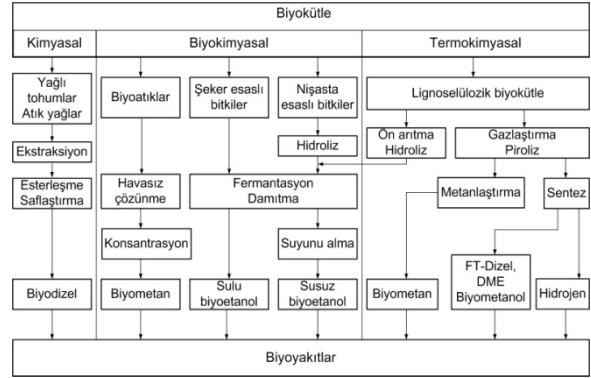 Biyokütle
Kimyasal
Biyokimyasal
Termokimyasal
Yağlı
tohumlar
Atık yağlar
Biyoatıklar
Şeker esaslı
bitkiler
Nişasta
esaslı bitkiler
Lignoselülozik biyokütle
Hidroliz
Ön arıtma
Hidroliz
Gazlaştırma
Piroliz
Ekstraksiyon
Esterleşme
Saflaştırma
Havasız
çözünme
Fermantasyon
Damıtma
Metanlaştırma
Sentez
Konsantrasyon
Suyunu alma
Biyodizel
Biyometan
Sulu
biyoetanol
Susuz
biyoetanol
Biyometan
FT-Dizel,
DME
Biyometanol
Hidrojen
Biyoyakıtlar